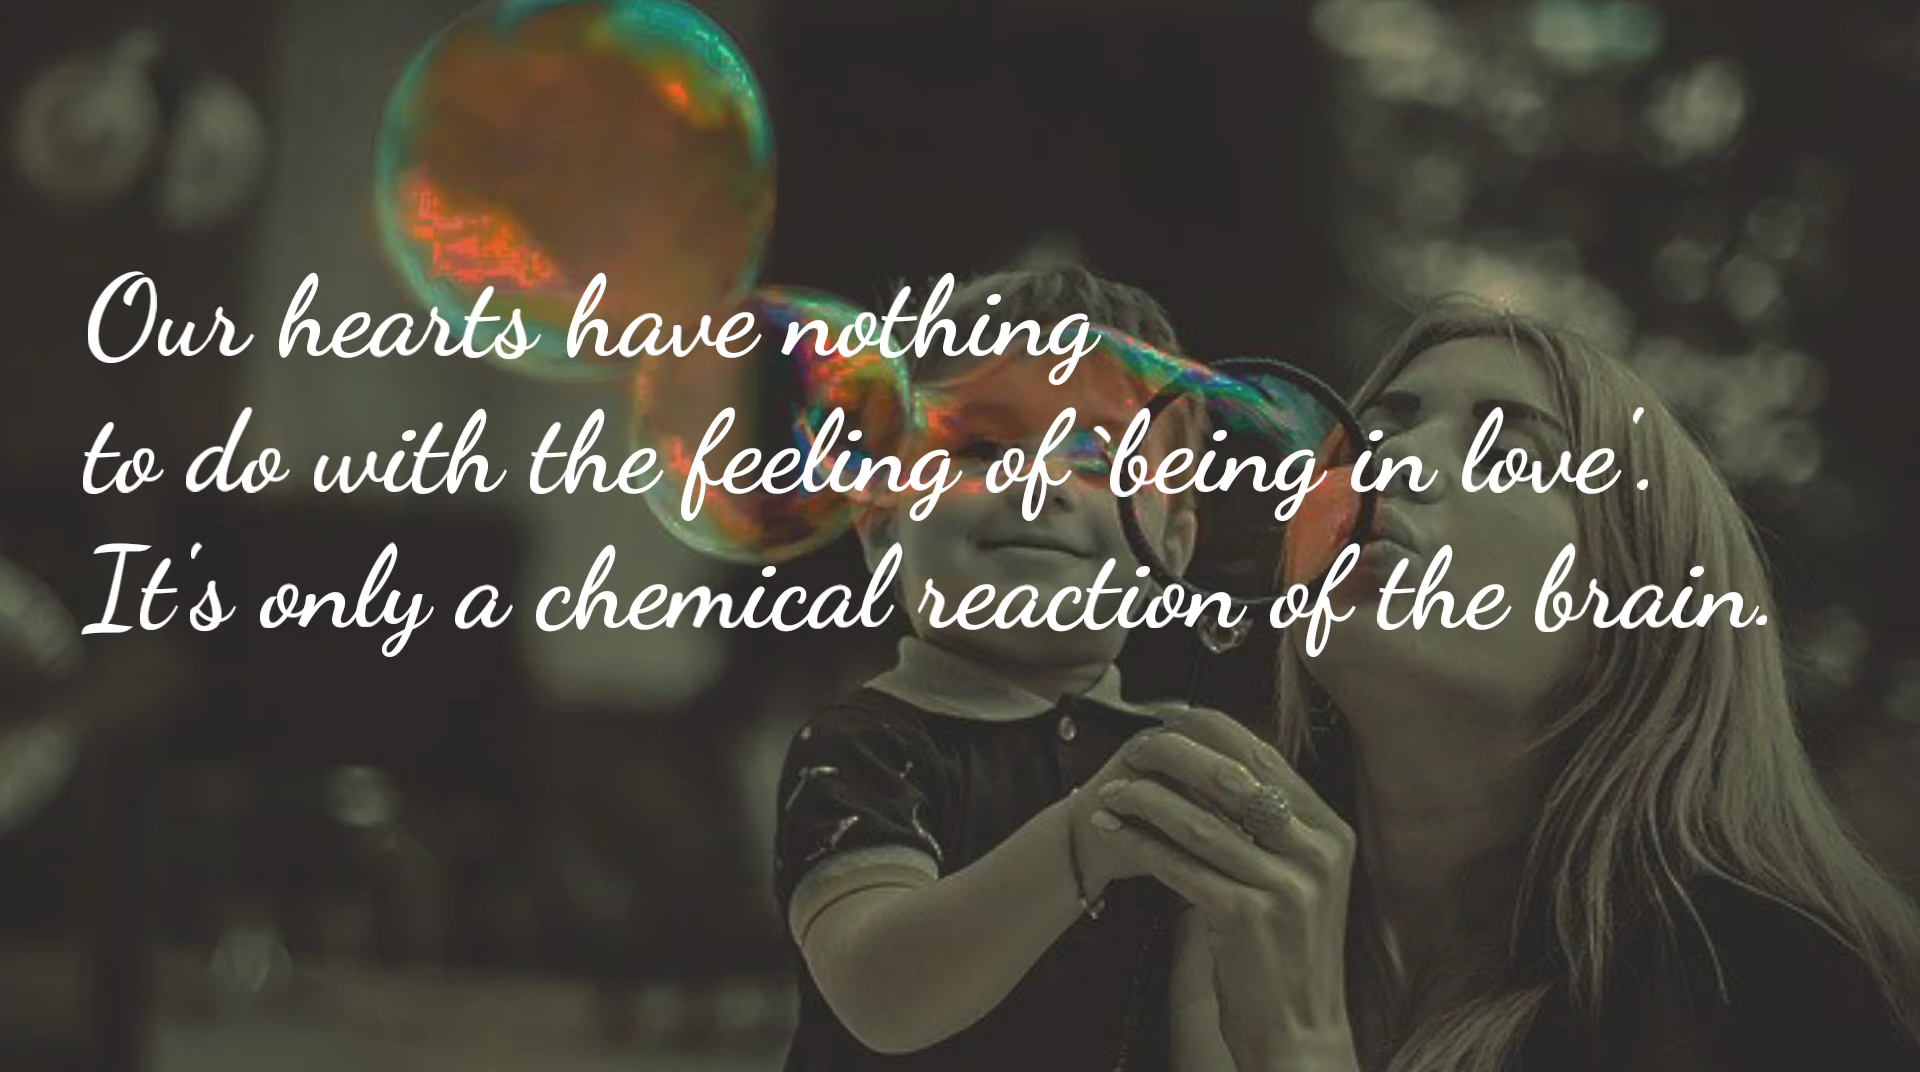 Our hearts have nothing
to do with the feeling of `being in love'.
It's only a chemical reaction of the brain.